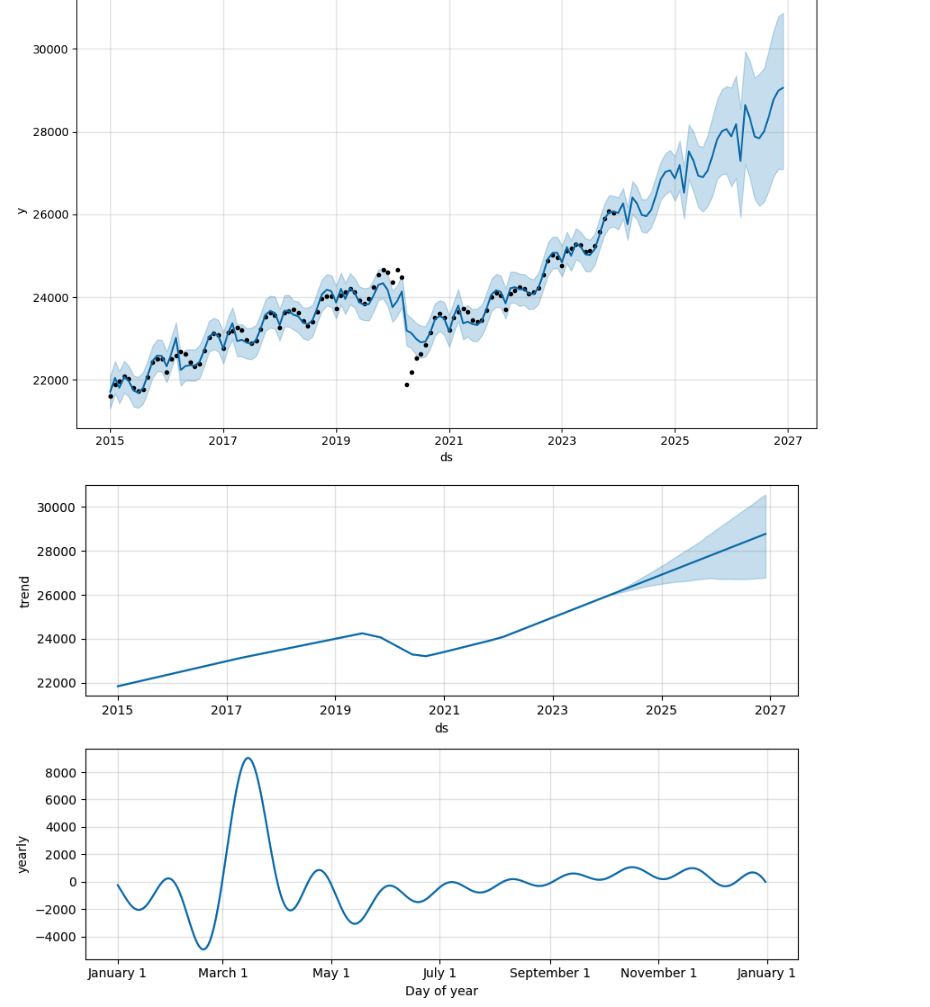 30000
28000
26000
24000
22000
y
2015 2017 2019 2021 2023 2025 2027
ds
30000
28000
26000
24000
22000
trend
2015 2017 2019 2021 2023 2025 2027
ds
8000
6000
4000
2000
0
−2000
−4000
yearly
January 1 March 1 May 1 July 1 September 1 November 1 January 1
Day of year